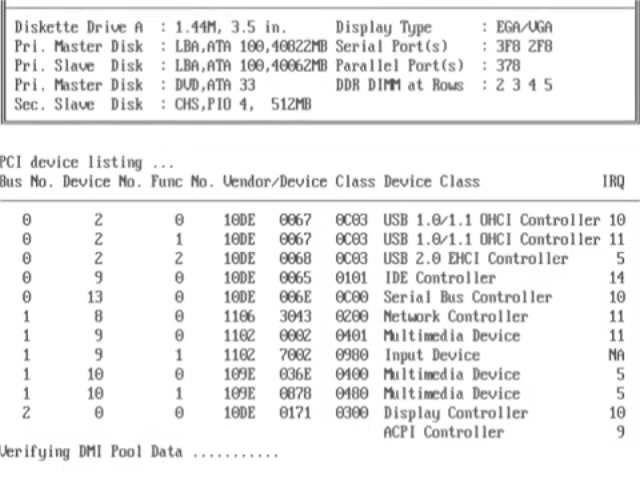 Diskette Drive A : 1.44M, 3.5 in. Display Type : EGA/VGA
Pri. Master Disk : LBA,ATA 100,40822MB Serial Port(s) : 3F8 2F8
Pri. Slave Disk : LBA,ATA 100,40062MB Parallel Port(s) : 378
Pri. Master Disk : DVD,ATA 33 DDR DIMM at Rows : 2 3 4 5
Sec. Slave Disk : CHS,PIO 4, 512MB
PCI device listing ...
Bus No. Device No. Func No. Vendor/Device Class Device Class IRQ
0 2 0 10DE 0067 0C03 USB 1.0/1.1 OHCI Controller 10
0 2 1 10DE 0067 0C03 USB 1.0/1.1 OHCI Controller 11
0 2 2 10DE 0068 0C03 USB 2.0 EHCI Controller 5
0 9 0 10DE 0065 0101 IDE Controller 14
0 13 0 10DE 006E 0C00 Serial Bus Controller 10
1 8 0 1106 3043 0200 Network Controller 11
1 9 0 1102 0002 0401 Multimedia Device 11
1 9 1 1102 7002 0980 Input Device NA
1 10 0 109E 036E 0400 Multimedia Device 5
1 10 1 109E 0878 0480 Multimedia Device 5
2 0 0 10DE 0171 0300 Display Controller 10
ACPI Controller 9
Verifying DMI Pool Data ...........